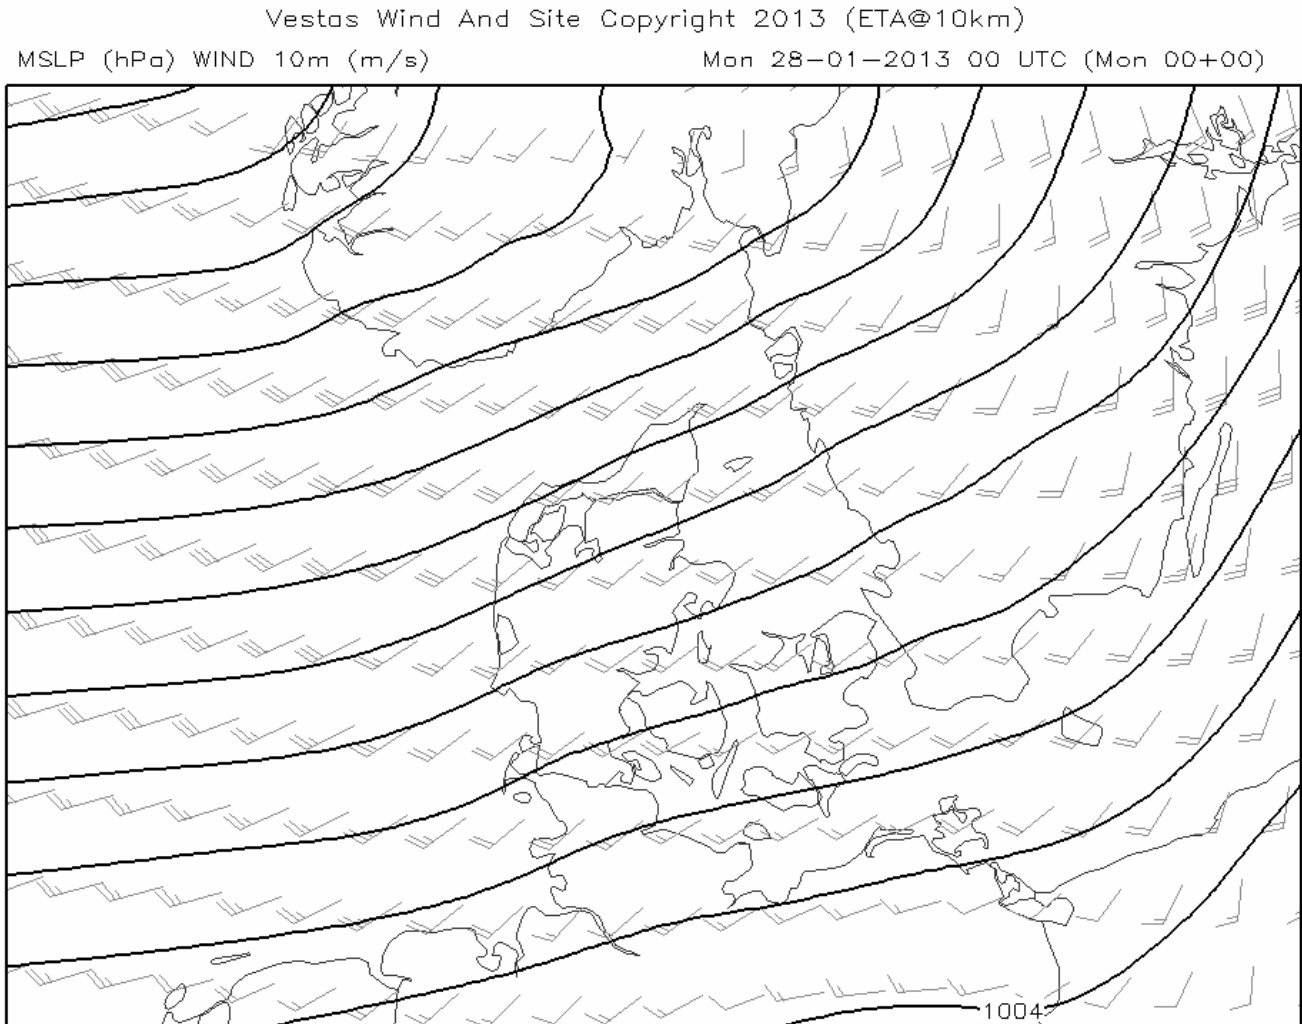 Vestas Wind And Site Copyright 2013 (ETA@10km)
MSLP (hPa) WIND 10m (m/s) Mon 28-01-2013 00 UTC (Mon 00+00)
1004